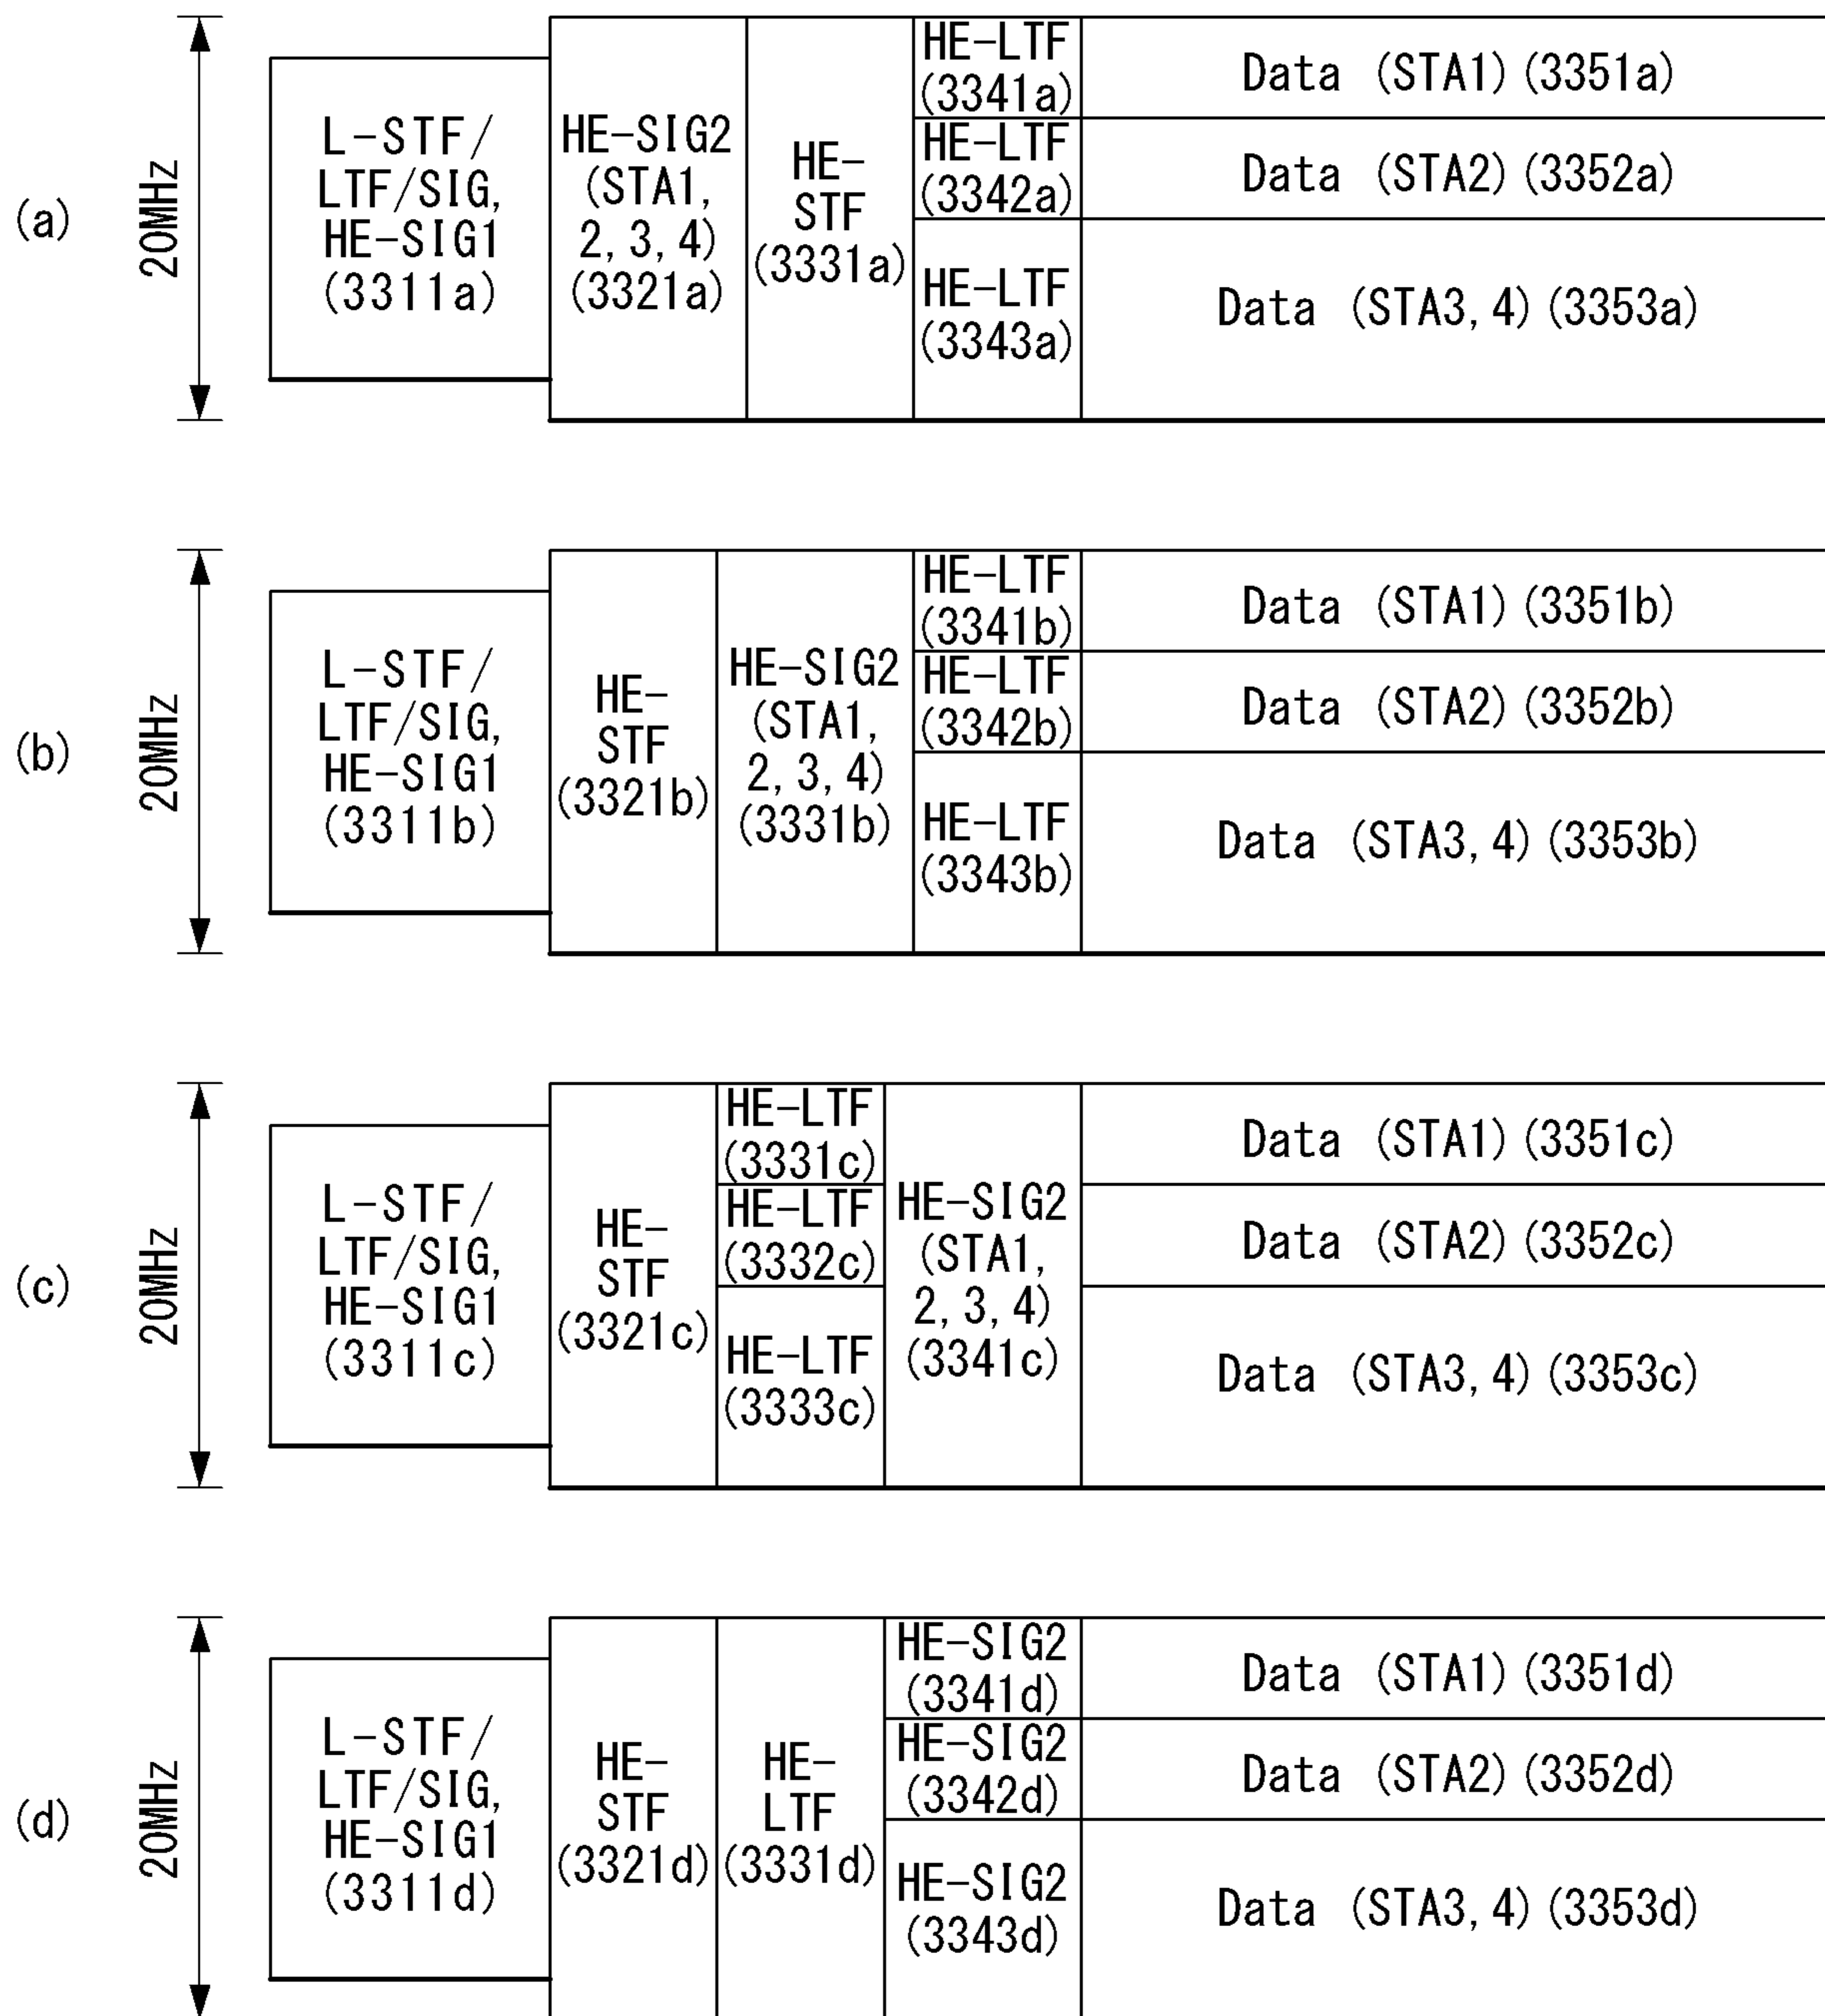 (a)
20MHz
L-STF/
LTF/SIG,
HE-SIG1
(3311a)
HE-SIG2
(STA1,
2,3,4)
(3321a)
HE-
STF
(3331a)
HE-LTF
(3341a)
HE-LTF
(3342a)
HE-LTF
(3343a)
Data (STA1)(3351a)
Data (STA2)(3352a)
Data (STA3,4)(3353a)
(b)
20MHz
L-STF/
LTF/SIG,
HE-SIG1
(3311b)
HE-
STF
(3321b)
HE-SIG2
(STA1,
2,3,4)
(3331b)
HE-LTF
(3341b)
HE-LTF
(3342b)
HE-LTF
(3343b)
Data (STA1)(3351b)
Data (STA2)(3352b)
Data (STA3,4)(3353b)
(c)
20MHz
L-STF/
LTF/SIG,
HE-SIG1
(3311c)
HE-
STF
(3321c)
HE-LTF
(3331c)
HE-LTF
(3332c)
HE-LTF
(3333c)
HE-SIG2
(STA1,
2,3,4)
(3341c)
Data (STA1)(3351c)
Data (STA2)(3352c)
Data (STA3,4)(3353c)
(d)
20MHz
L-STF/
LTF/SIG,
HE-SIG1
(3311d)
HE-
STF
(3321d)
HE-
LTF
(3331d)
HE-SIG2
(3341d)
HE-SIG2
(3342d)
HE-SIG2
(3343d)
Data (STA1)(3351d)
Data (STA2)(3352d)
Data (STA3,4)(3353d)